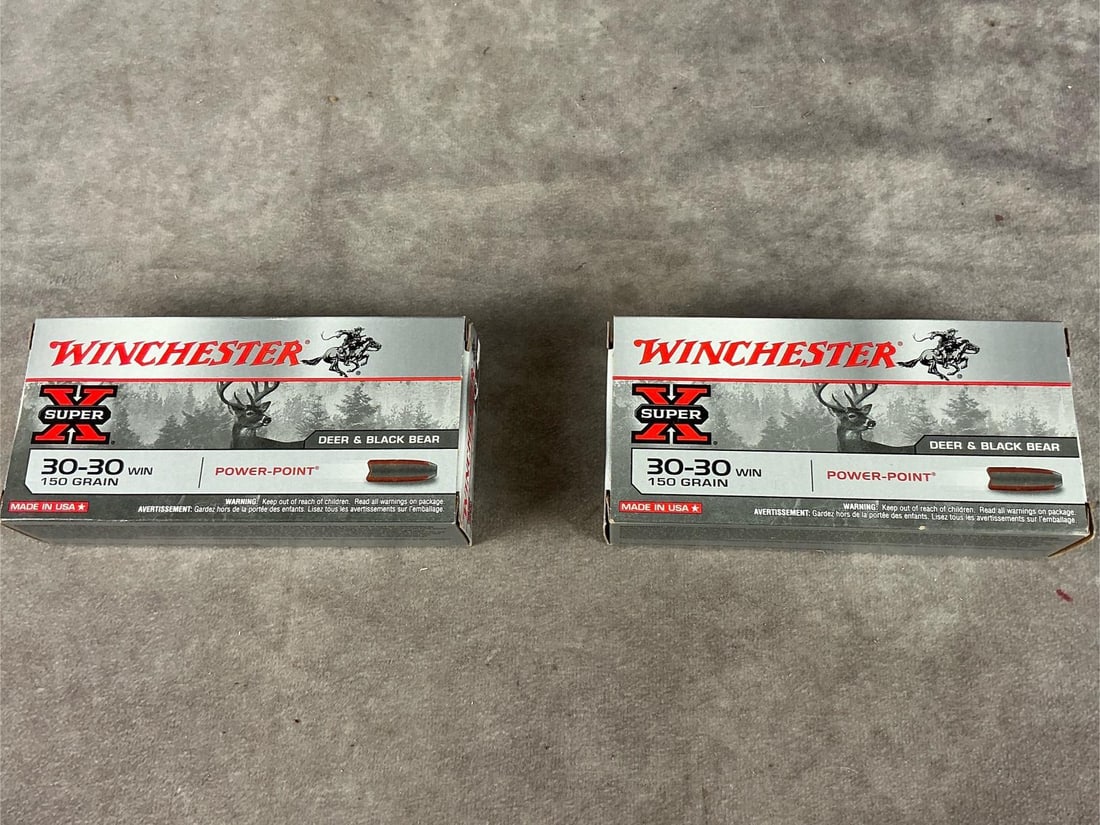 WINCHESTER®
X
SUPER®
DEER & BLACK BEAR
30-30 WIN
150 GRAIN
POWER-POINT®
MADE IN USA★
WARNING: Keep out of reach of children. Read all warnings on package.
AVERTISSEMENT: Gardez hors de la portée des enfants. Lisez tous les avertissements sur l'emballage.
WINCHESTER®
X
SUPER®
DEER & BLACK BEAR
30-30 WIN
150 GRAIN
POWER-POINT®
MADE IN USA★
WARNING: Keep out of reach of children. Read all warnings on package.
AVERTISSEMENT: Gardez hors de la portée des enfants. Lisez tous les avertissements sur l'emballage.